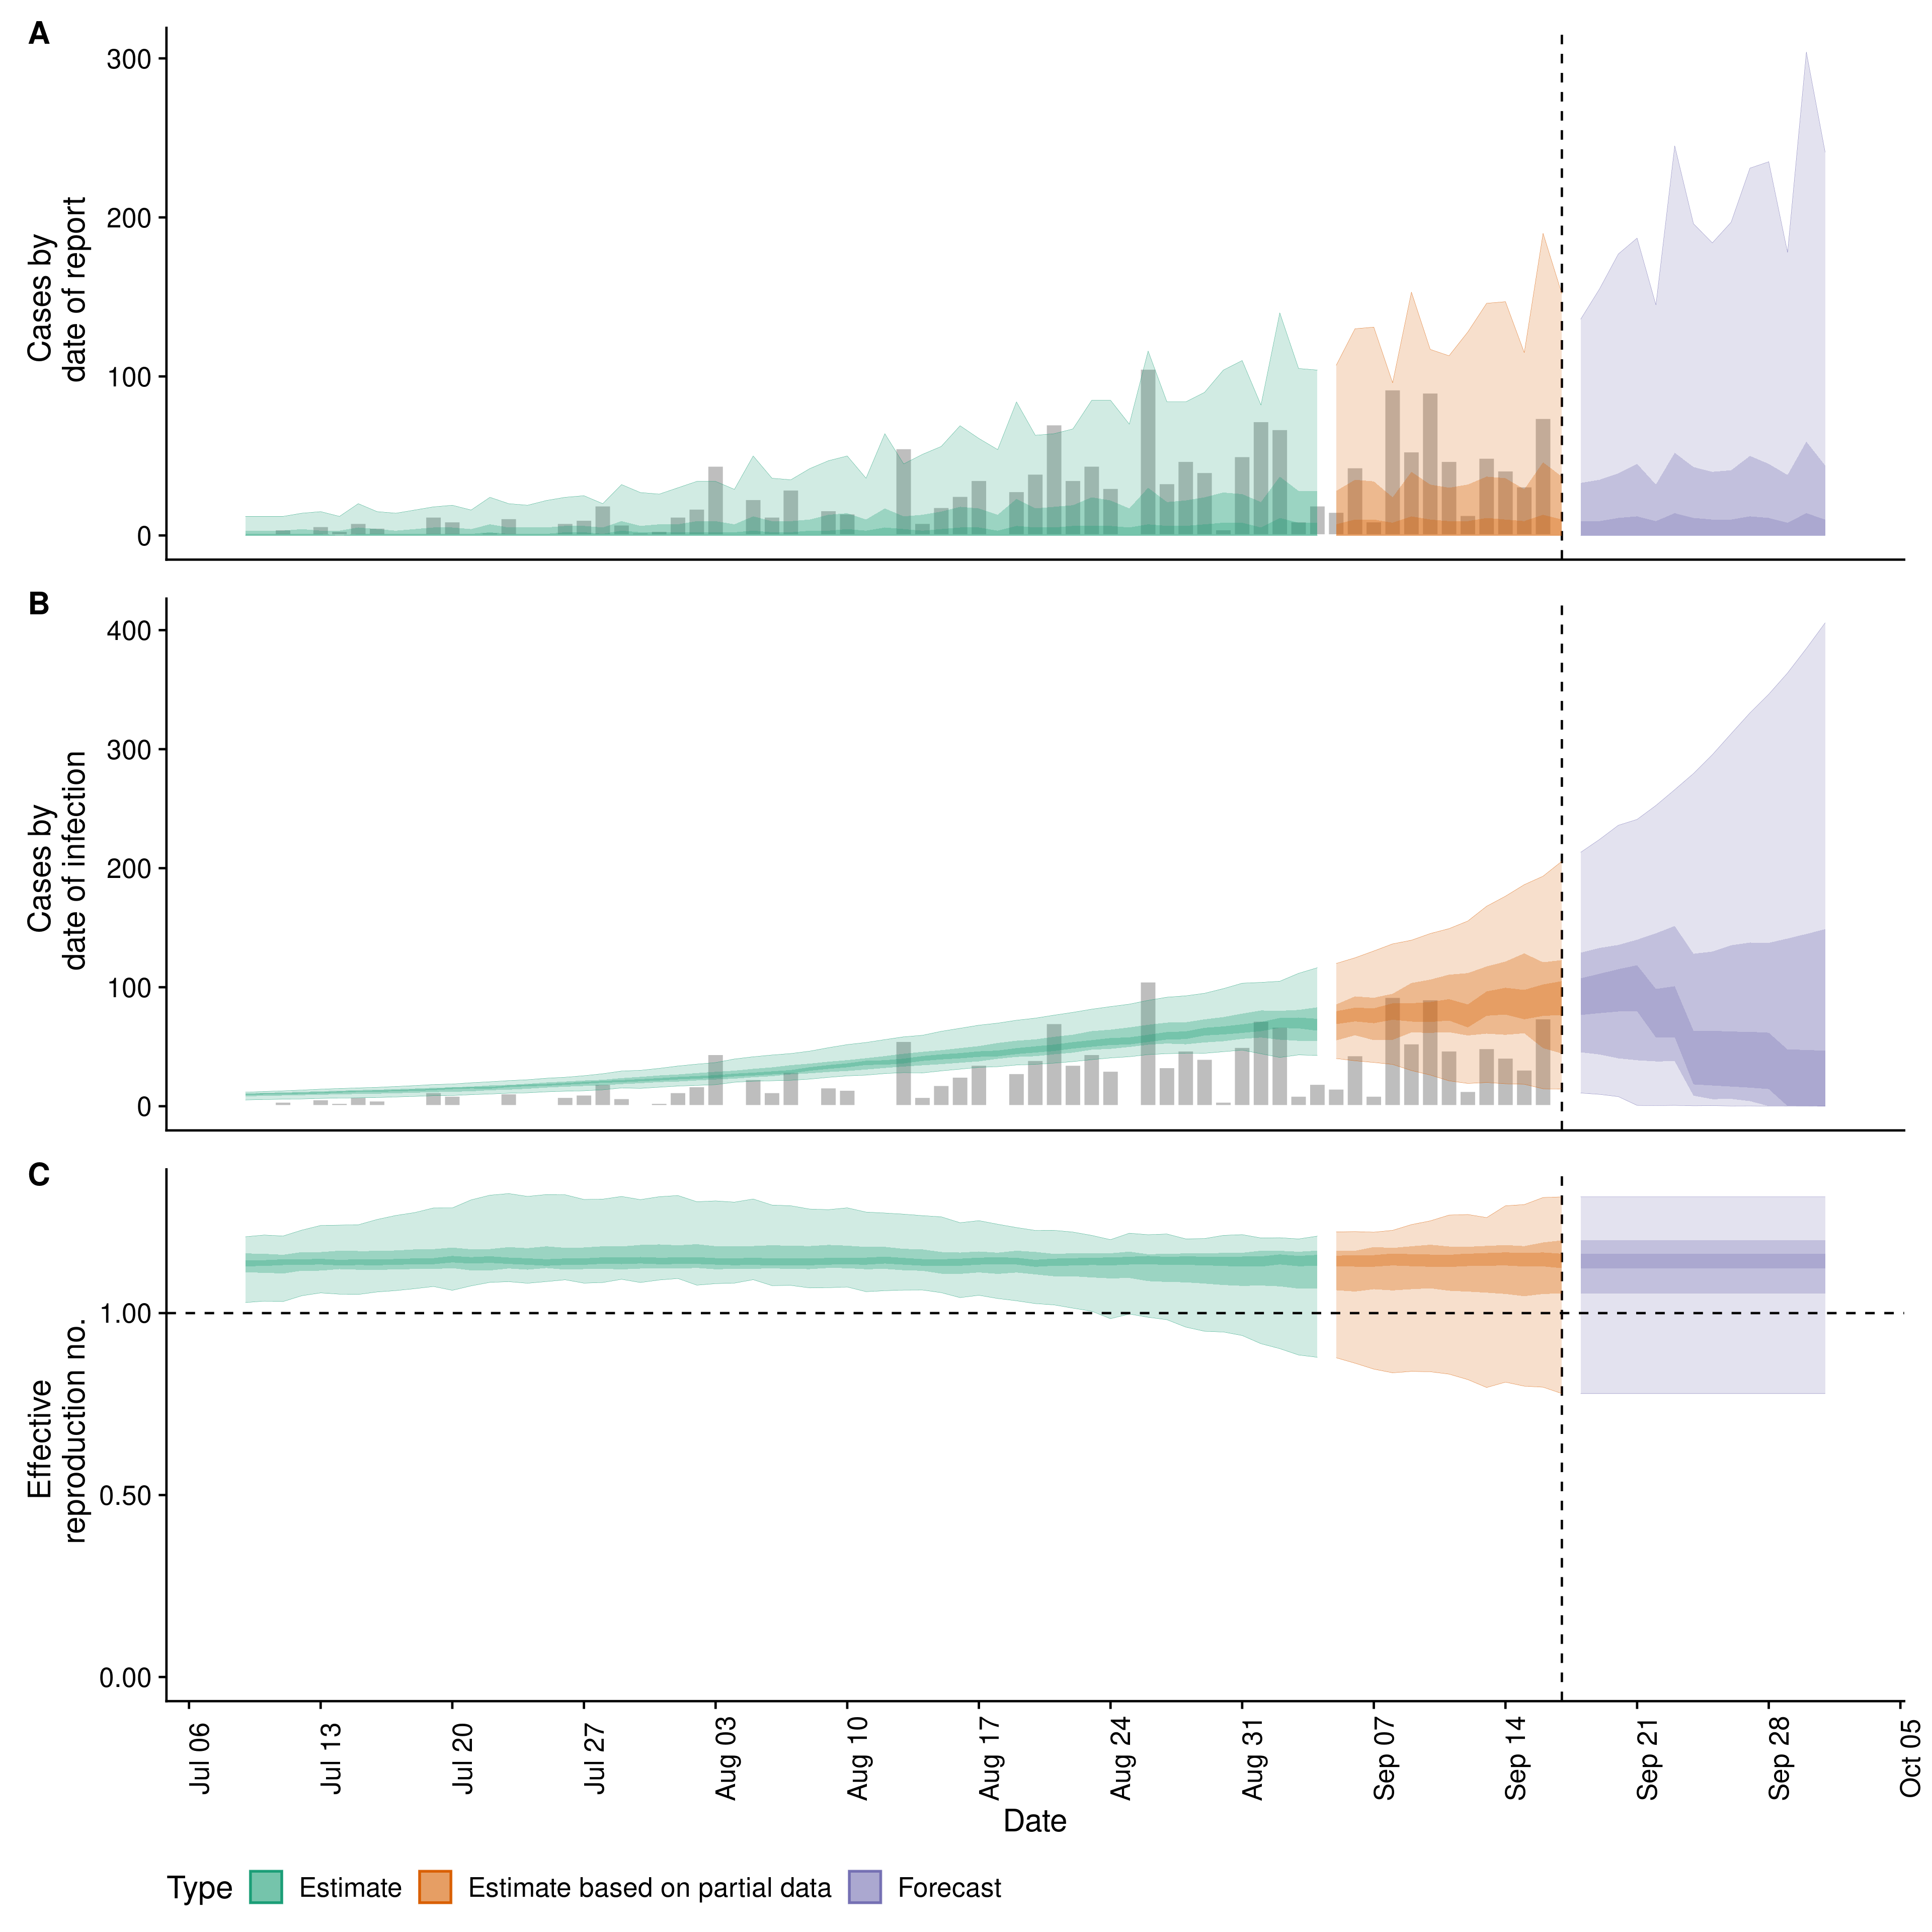 A
Cases by
date of report
300
200
100
0
B
Cases by
date of infection
400
300
200
100
0
C
Effective
reproduction no.
1.00
0.50
0.00
Jul 06
Jul 13
Jul 20
Jul 27
Aug 03
Aug 10
Aug 17
Aug 24
Aug 31
Sep 07
Sep 14
Sep 21
Sep 28
Oct 05
Date
Type Estimate Estimate based on partial data Forecast